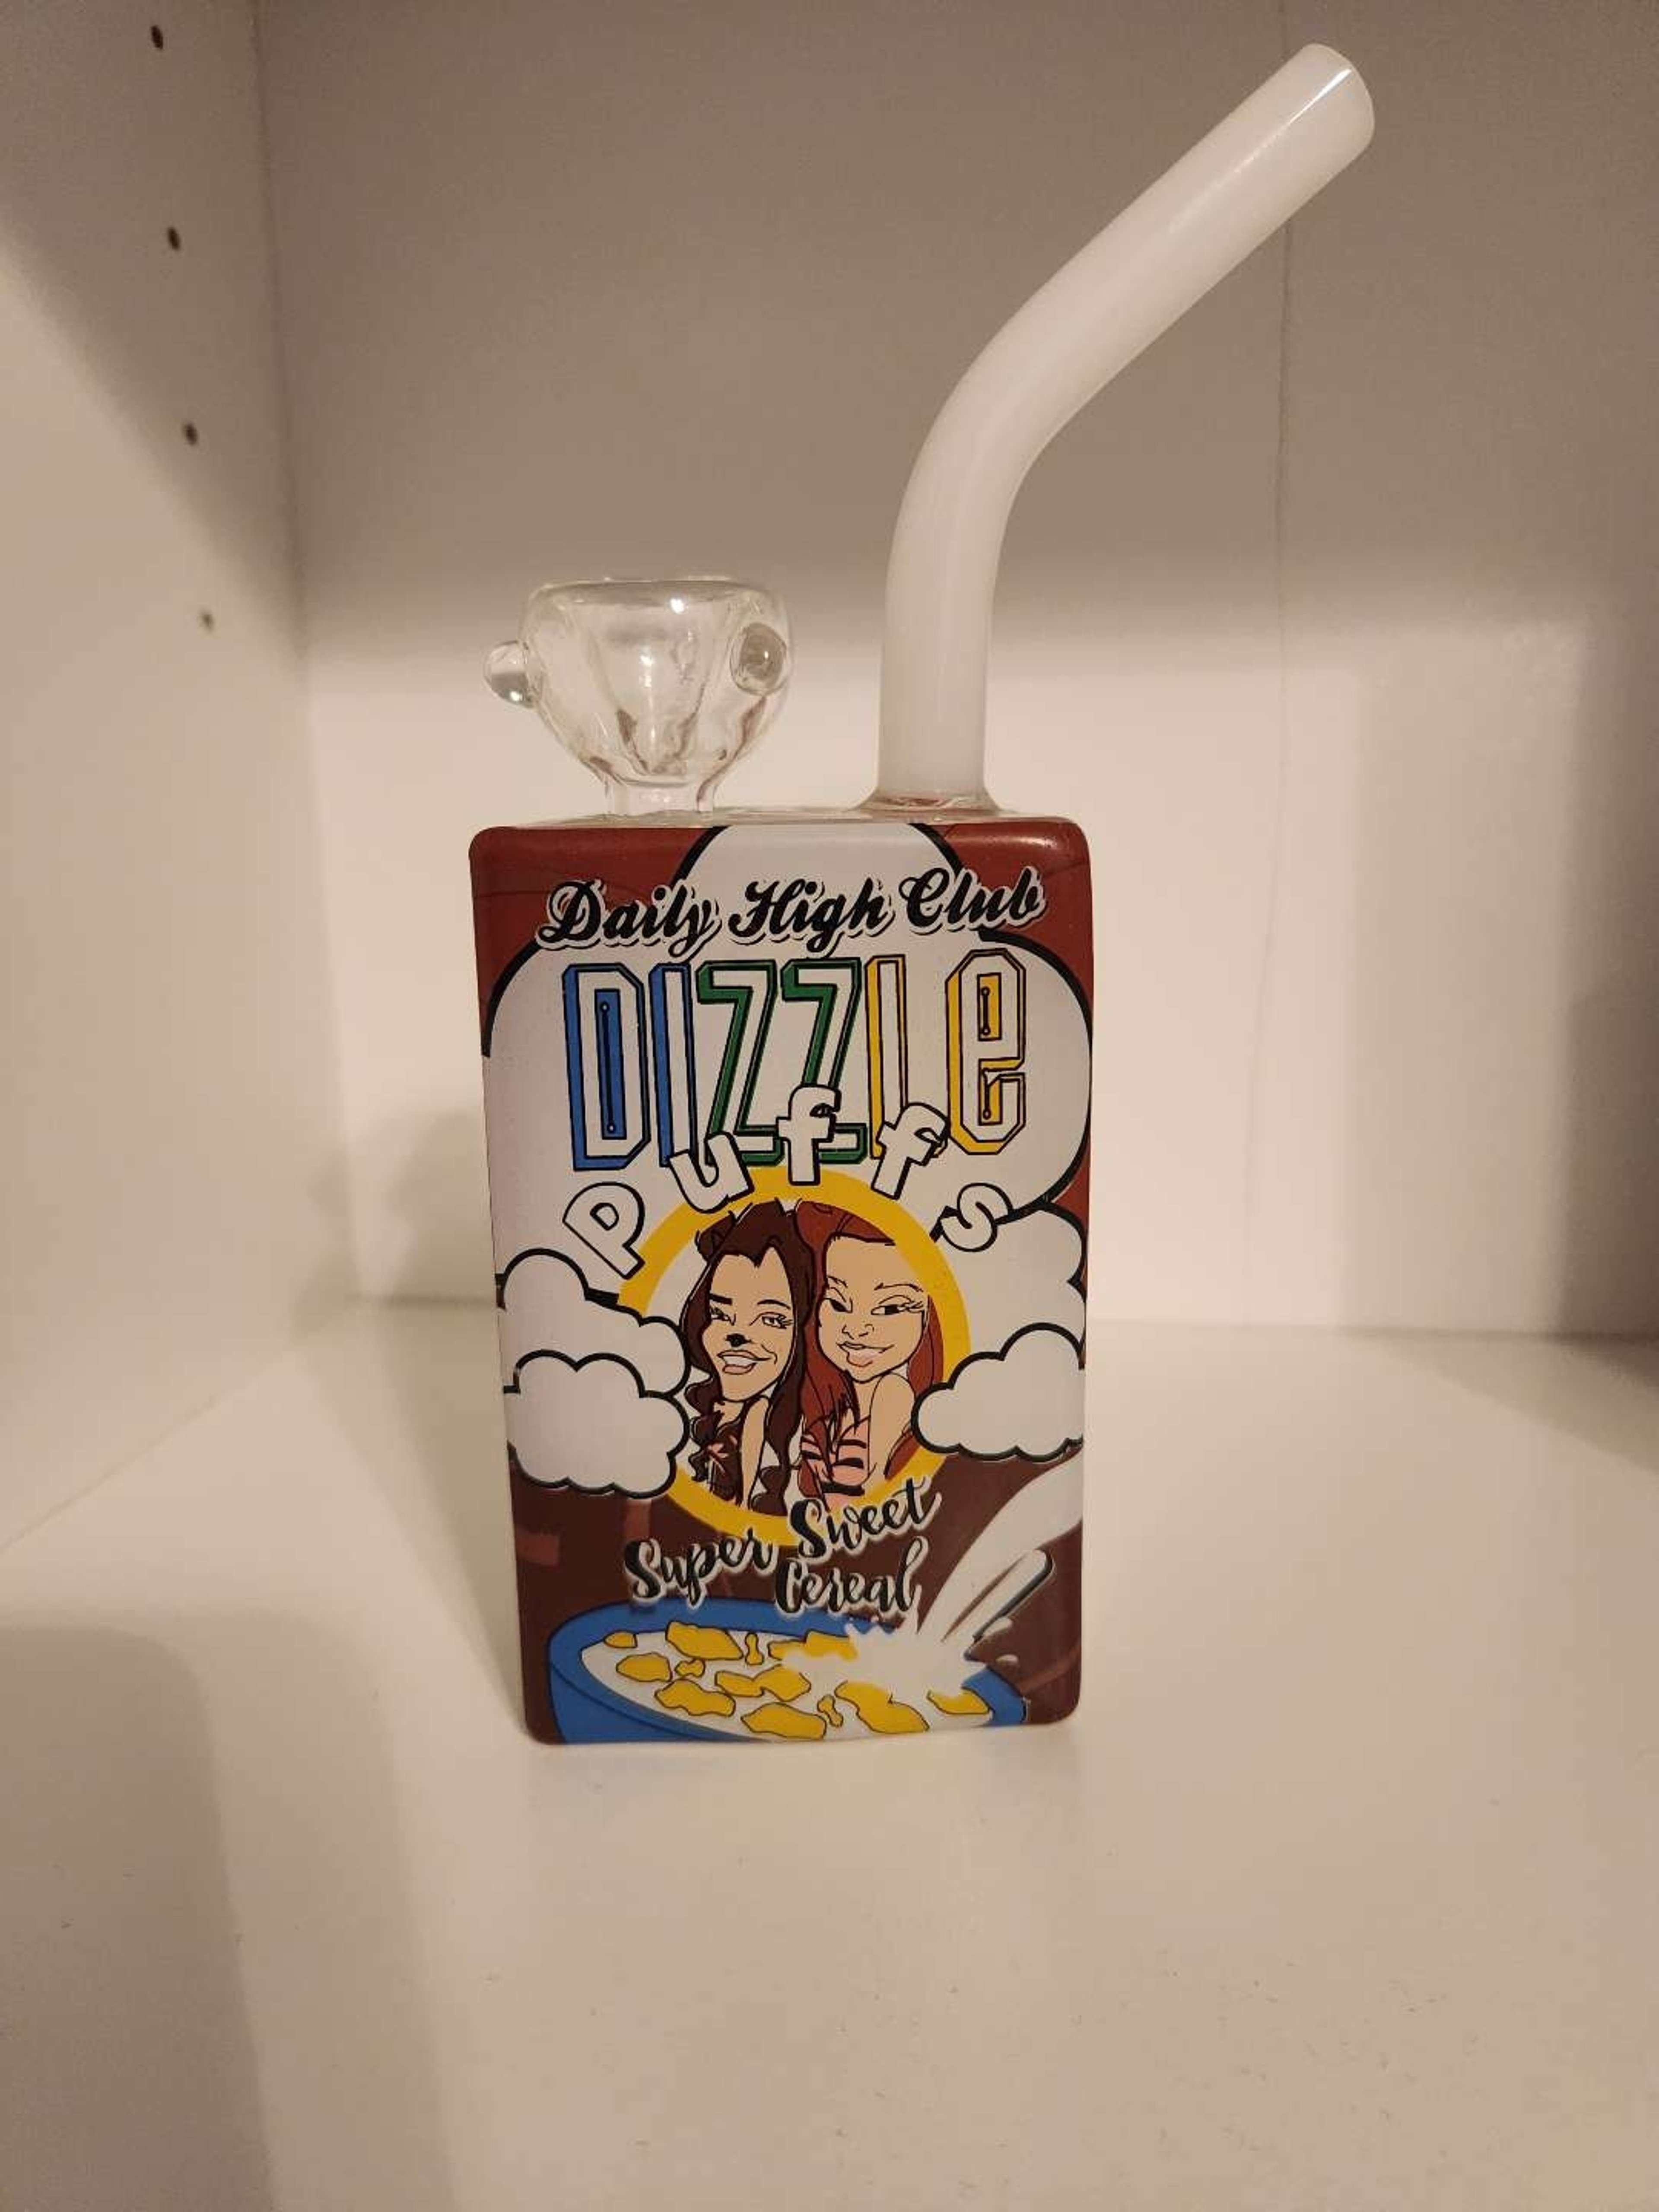 Daily High Club
DIZZLe
Puffs
Super Sweet
Cereal